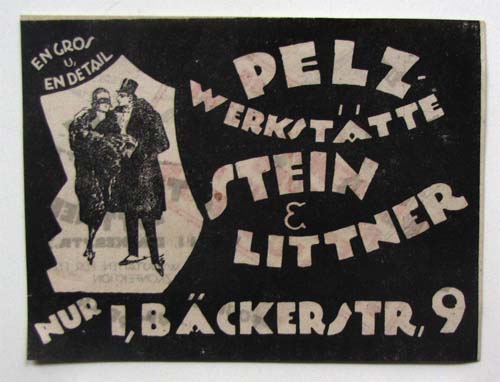 EN GROS
U.
EN DETAIL
PELZ-
WERKSTÄTTE
STEIN
&
LITTNER
NUR I, BÄCKERSTR, 9